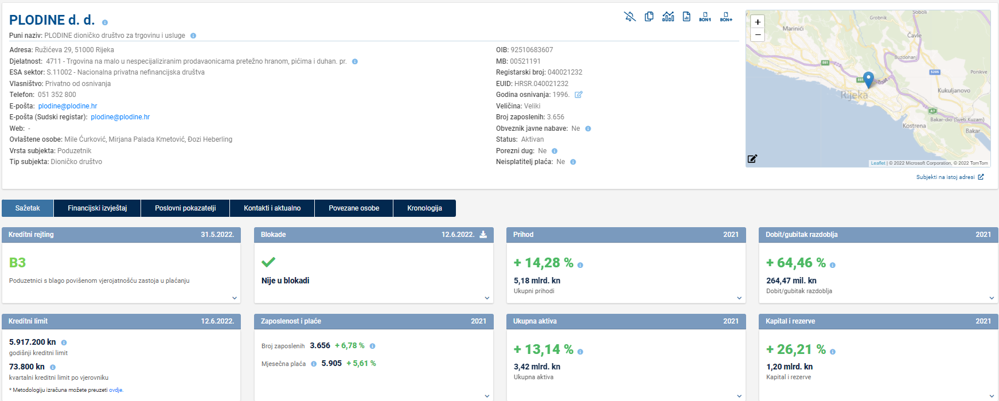 PLODINE d. d.
Puni naziv: PLODINE dioničko društvo za trgovinu i usluge
Adresa: Ružićeva 29, 51000 Rijeka
Djelatnost: 4711 - Trgovina na malo u nespecijaliziranim prodavaonicama pretežno hranom, pićima i duhan. pr.
ESA sektor: S.11002 - Nacionalna privatna nefinancijska društva
Vlasništvo: Privatno od osnivanja
Telefon: 051 352 800
E-pošta: plodine@plodine.hr
E-pošta (Sudski registar): plodine@plodine.hr
Web: -
Ovlaštene osobe: Mile Ćurković, Mirjana Palada Kmetović, Đozi Heberling
Vrsta subjekta: Poduzetnik
Tip subjekta: Dioničko društvo
BON1
BON+
OIB: 92510683607
MB: 00521191
Registarski broj: 040021232
EUID: HRSR.040021232
Godina osnivanja: 1996.
Veličina: Veliki
Broj zaposlenih: 3.656
Obveznik javne nabave: Ne
Status: Aktivan
Porezni dug: Ne
Neisplatitelj plaća: Ne
+
−
Soboli
Grobnik
Marinići
Čavle
Buzdohanj
E61
S205
Ponikve
E61
Rijeka
Kukuljanovo
A7
Bakar-dio (Sveti Kuzam)
Kostrena
Bakar
Leaflet | © 2022 Microsoft Corporation, © 2022 TomTom
Subjekti na istoj adresi
Sažetak
Financijski izvještaj
Poslovni pokazatelji
Kontakti i aktualno
Povezane osobe
Kronologija
Kreditni rejting 31.5.2022.
B3
Poduzetnici s blago povišenom vjerojatnošću zastoja u plaćanju
Blokade 12.6.2022.
Nije u blokadi
Prihod 2021
+ 14,28 %
5,18 mlrd. kn
Ukupni prihodi
Dobit/gubitak razdoblja 2021
+ 64,46 %
264,47 mil. kn
Dobit/gubitak razdoblja
Kreditni limit 12.6.2022.
5.917.200 kn
godišnji kreditni limit
73.800 kn
kvartalni kreditni limit po vjerovniku
* Metodologiju izračuna možete preuzeti ovdje.
Zaposlenost i plaće 2021
Broj zaposlenih 3.656 + 6,78 %
Mjesečna plaća 5.905 + 5,61 %
Ukupna aktiva 2021
+ 13,14 %
3,42 mlrd. kn
Ukupna aktiva
Kapital i rezerve 2021
+ 26,21 %
1,20 mlrd. kn
Kapital i rezerve